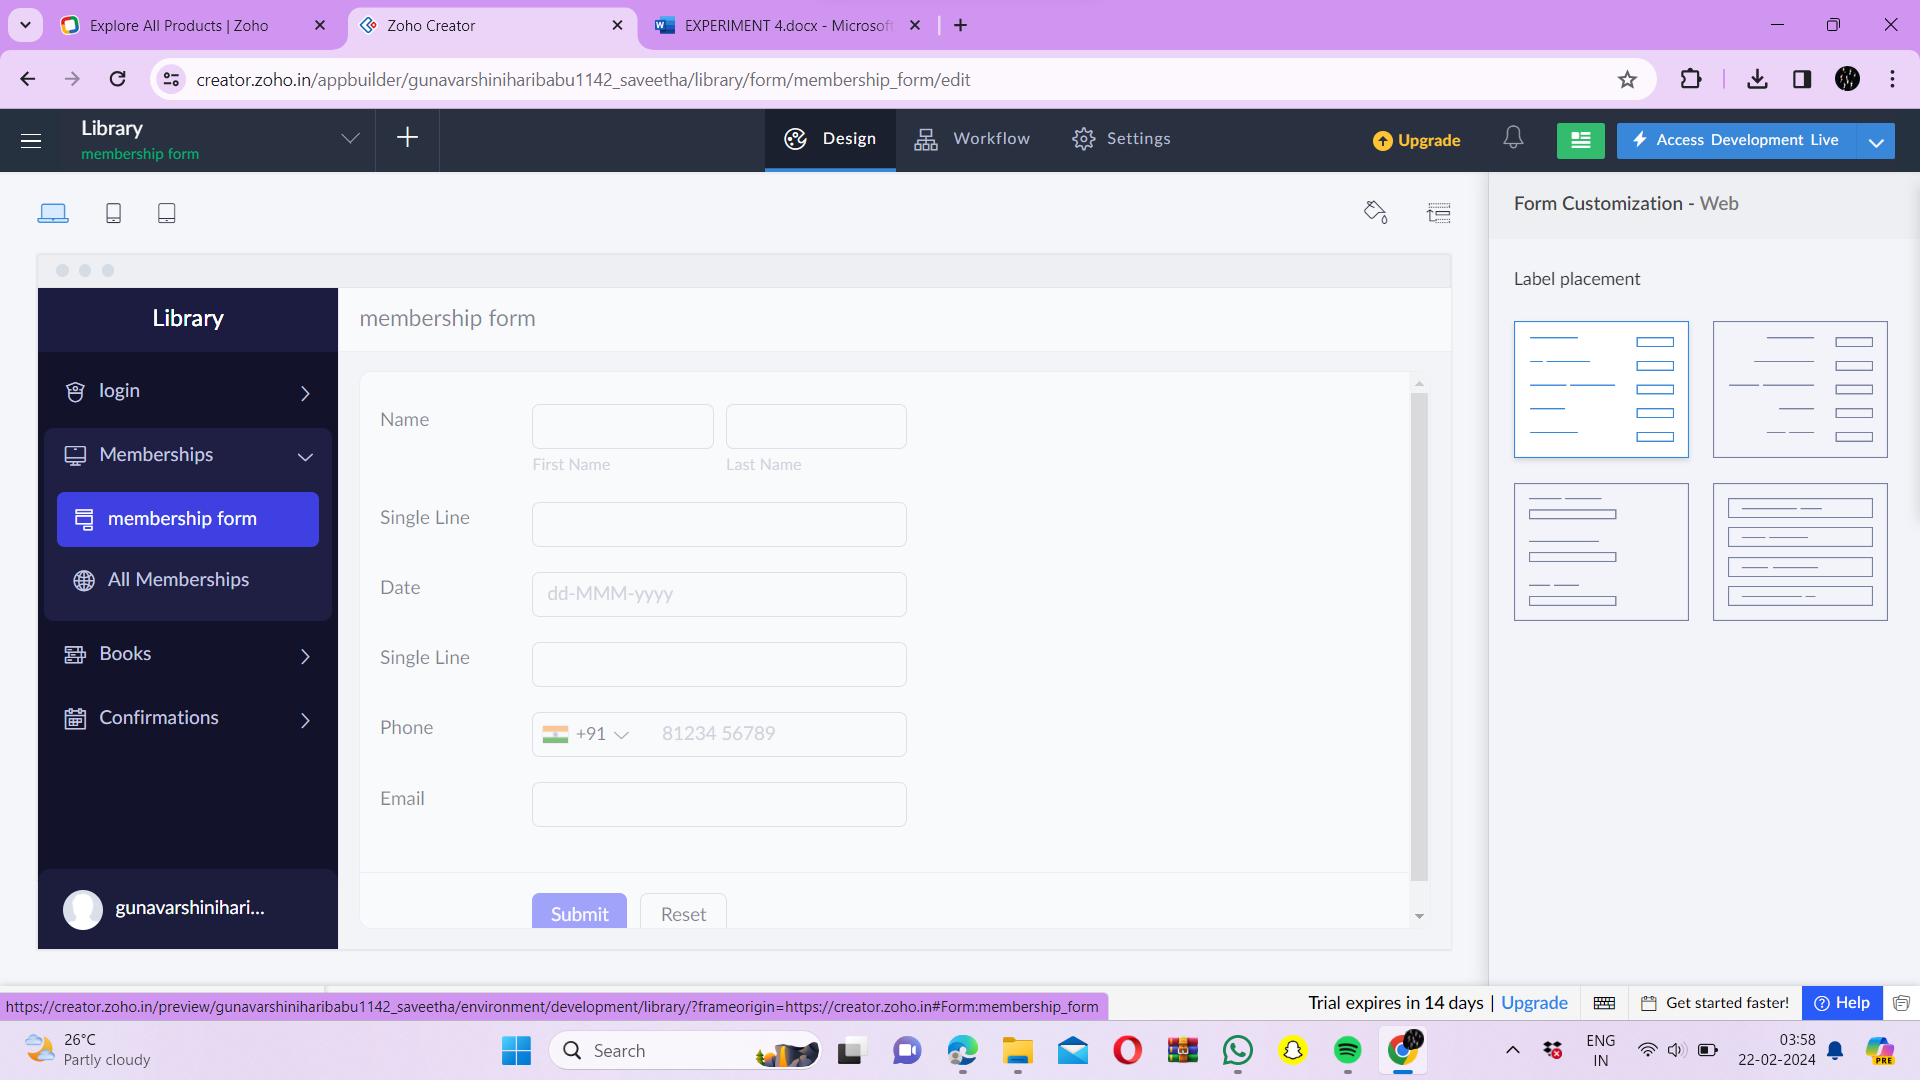 Explore All Products | Zoho
Zoho Creator
EXPERIMENT 4.docx - Microsoft
creator.zoho.in/appbuilder/gunavarshiniharibabu1142_saveetha/library/form/membership_form/edit
Library
membership form
Design
Workflow
Settings
Upgrade
Access Development Live
Form Customization - Web
Label placement
Library
login
Memberships
membership form
All Memberships
Books
Confirmations
gunavarshinihari...
membership form
Name
First Name
Last Name
Single Line
Date
dd-MMM-yyyy
Single Line
Phone
+91
81234 56789
Email
Submit
Reset
https://creator.zoho.in/preview/gunavarshiniharibabu1142_saveetha/environment/development/library/?frameorigin=https://creator.zoho.in#Form:membership_form
Trial expires in 14 days | Upgrade
Get started faster!
Help
26°C
Partly cloudy
Search
ENG
IN
03:58
22-02-2024
PRE